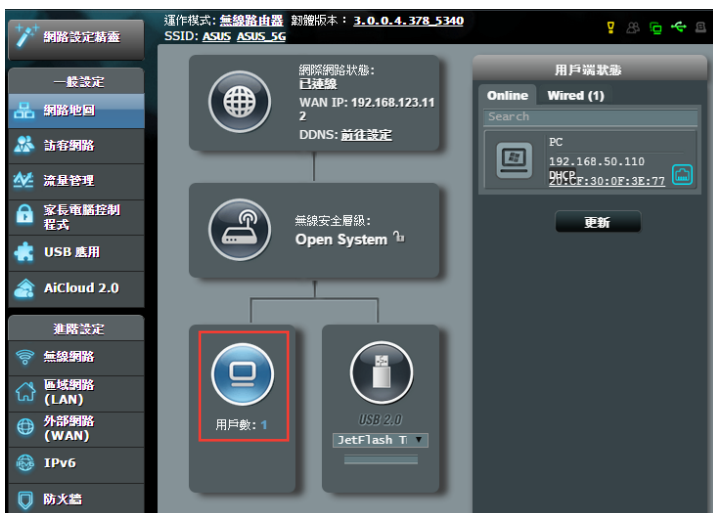 網路設定精靈
運作模式: 無線路由器 韌體版本： 3.0.0.4.378_5340
SSID: ASUS ASUS_5G
一般設定
網路地圖
訪客網路
流量管理
家長電腦控制
程式
USB 應用
AiCloud 2.0
進階設定
無線網路
區域網路
(LAN)
外部網路
(WAN)
IPv6
防火牆
網際網路狀態:
已連線
WAN IP: 192.168.123.11
2
DDNS: 前往設定
無線安全層級:
Open System
用戶數: 1
USB 2.0
JetFlash T
用戶端狀態
Online Wired (1)
Search
PC
192.168.50.110
DHCP
20:CF:30:0F:3E:77
更新